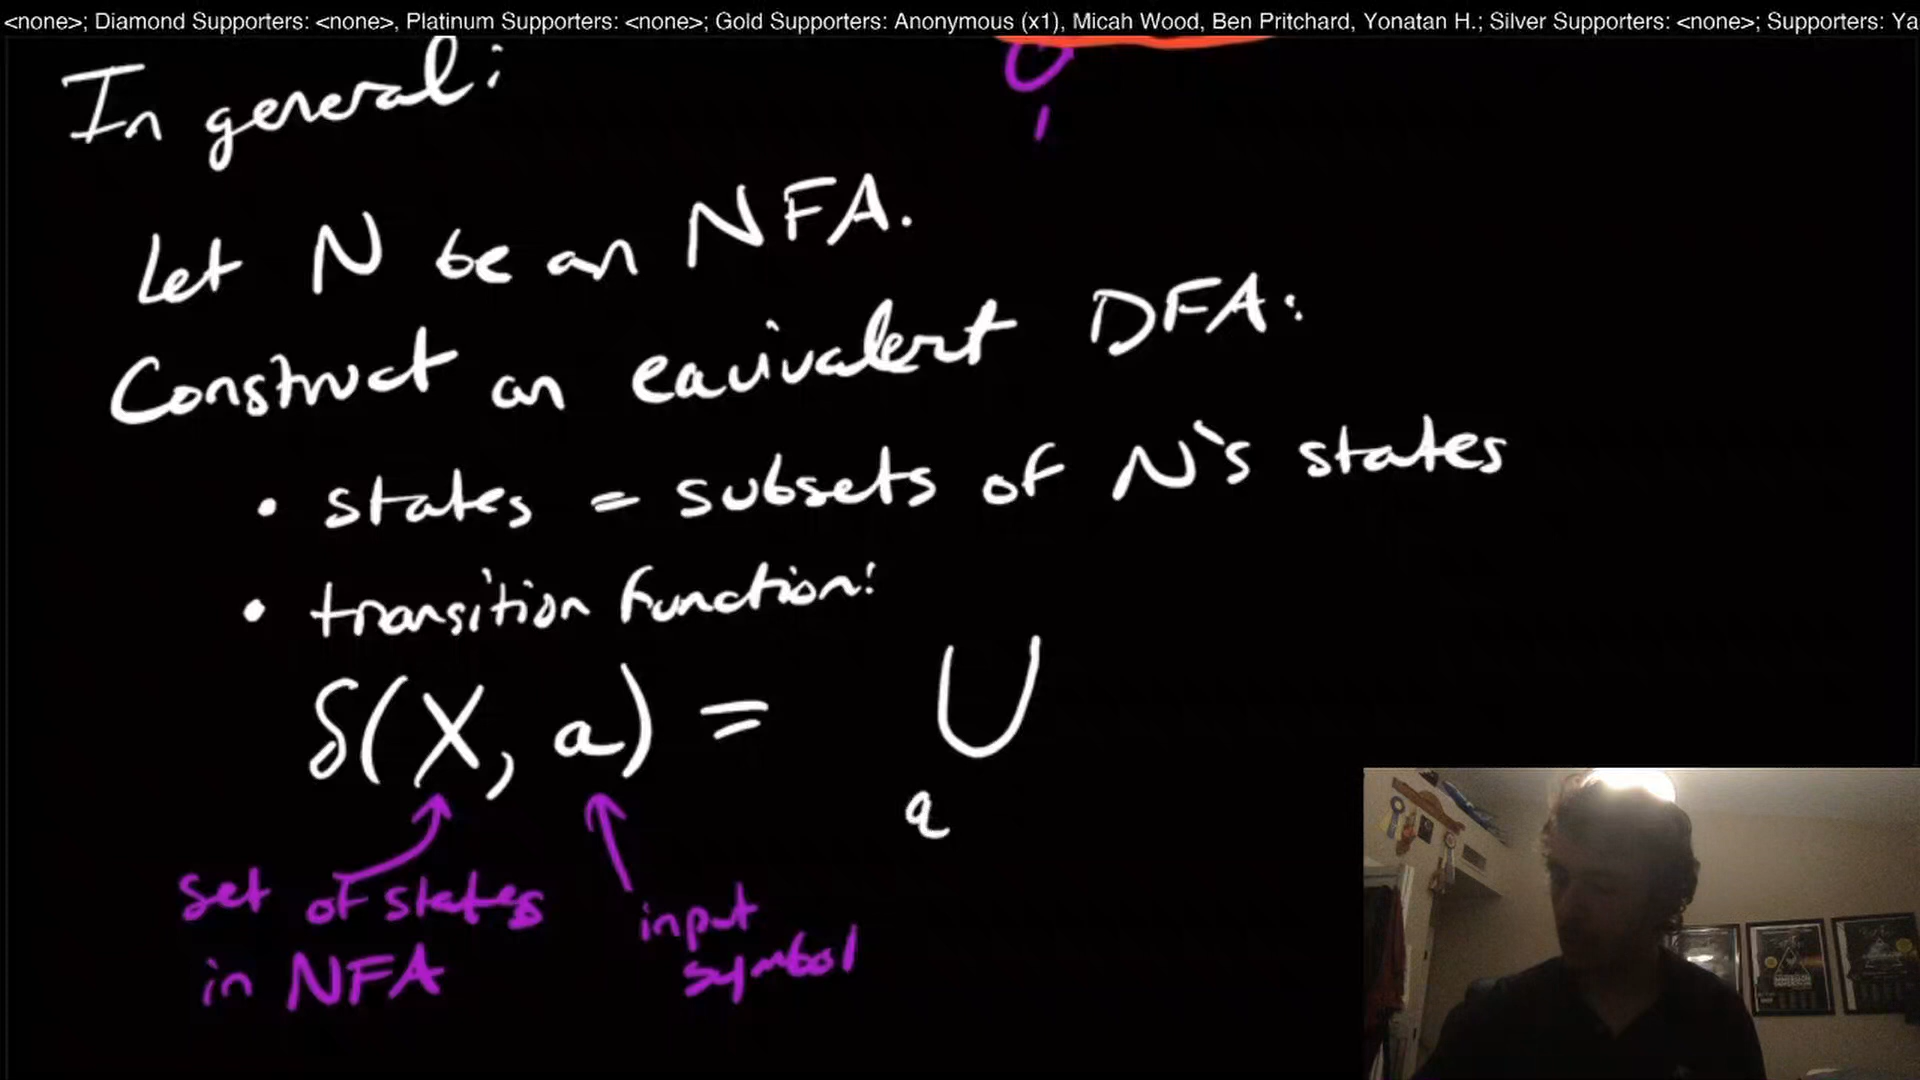 <none>; Diamond Supporters: <none>, Platinum Supporters: <none>; Gold Supporters: Anonymous (x1), Micah Wood, Ben Pritchard, Yonatan H.; Silver Supporters: <none>; Supporters: Ya
In general:
Let N be an NFA.
Construct an equivalent DFA:
• states = subsets of N's states
• transition function:
δ(X, a) = ∪
q
set of states
in NFA
input
symbol